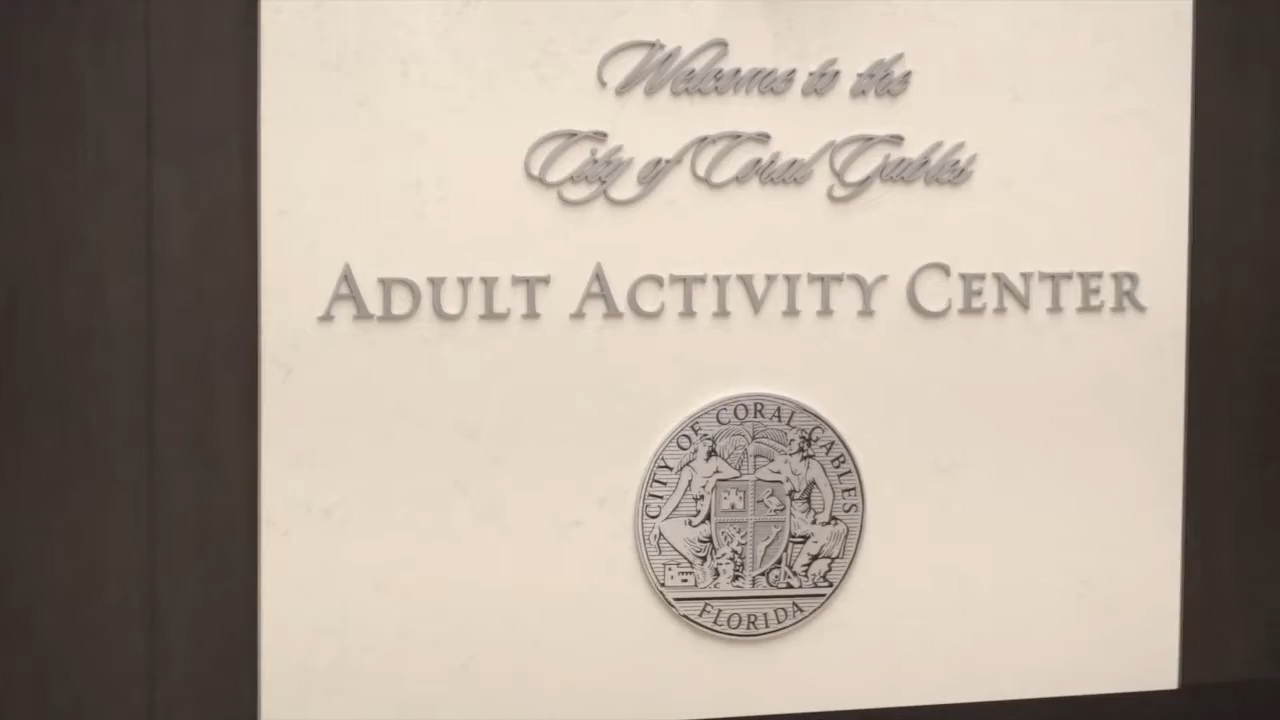 Welcome to the
City of Coral Gables
ADULT ACTIVITY CENTER
CITY OF CORAL GABLES
FLORIDA